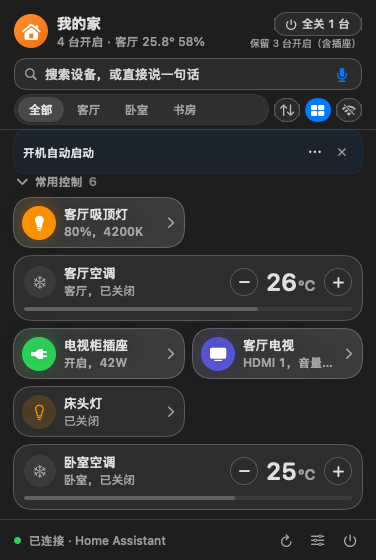 我的家
全关 1 台
4 台开启 · 客厅 25.8° 58%
保留 3 台开启（含插座）
搜索设备，或直接说一句话
全部 客厅 卧室 书房
开机自动启动
常用控制 6
客厅吸顶灯
80%，4200K
客厅空调
客厅，已关闭
26°C
电视柜插座
开启，42W
客厅电视
HDMI 1，音量…
床头灯
已关闭
卧室空调
卧室，已关闭
25°C
已连接 · Home Assistant